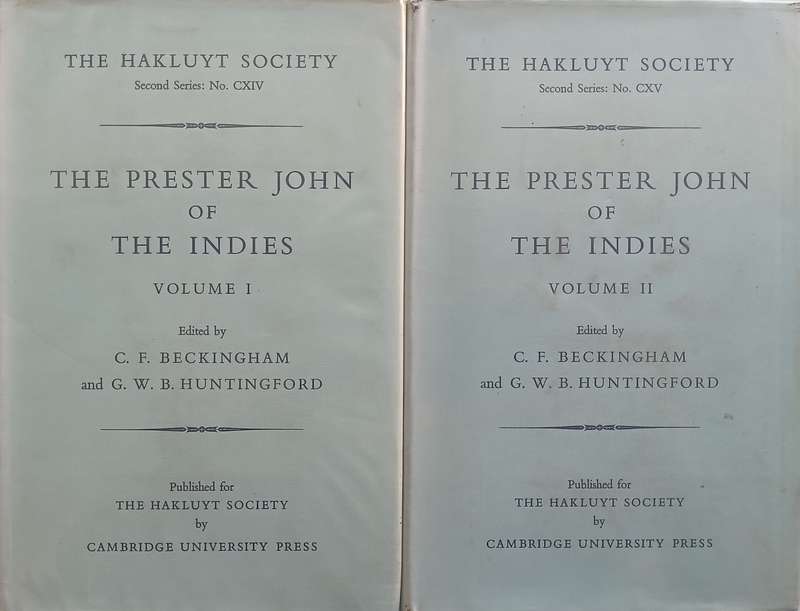 THE HAKLUYT SOCIETY
Second Series: No. CXIV
THE PRESTER JOHN
OF
THE INDIES
VOLUME I
Edited by
C. F. BECKINGHAM
and G. W. B. HUNTINGFORD
Published for
THE HAKLUYT SOCIETY
by
CAMBRIDGE UNIVERSITY PRESS
THE HAKLUYT SOCIETY
Second Series: No. CXV
THE PRESTER JOHN
OF
THE INDIES
VOLUME II
Edited by
C. F. BECKINGHAM
and G. W. B. HUNTINGFORD
Published for
THE HAKLUYT SOCIETY
by
CAMBRIDGE UNIVERSITY PRESS